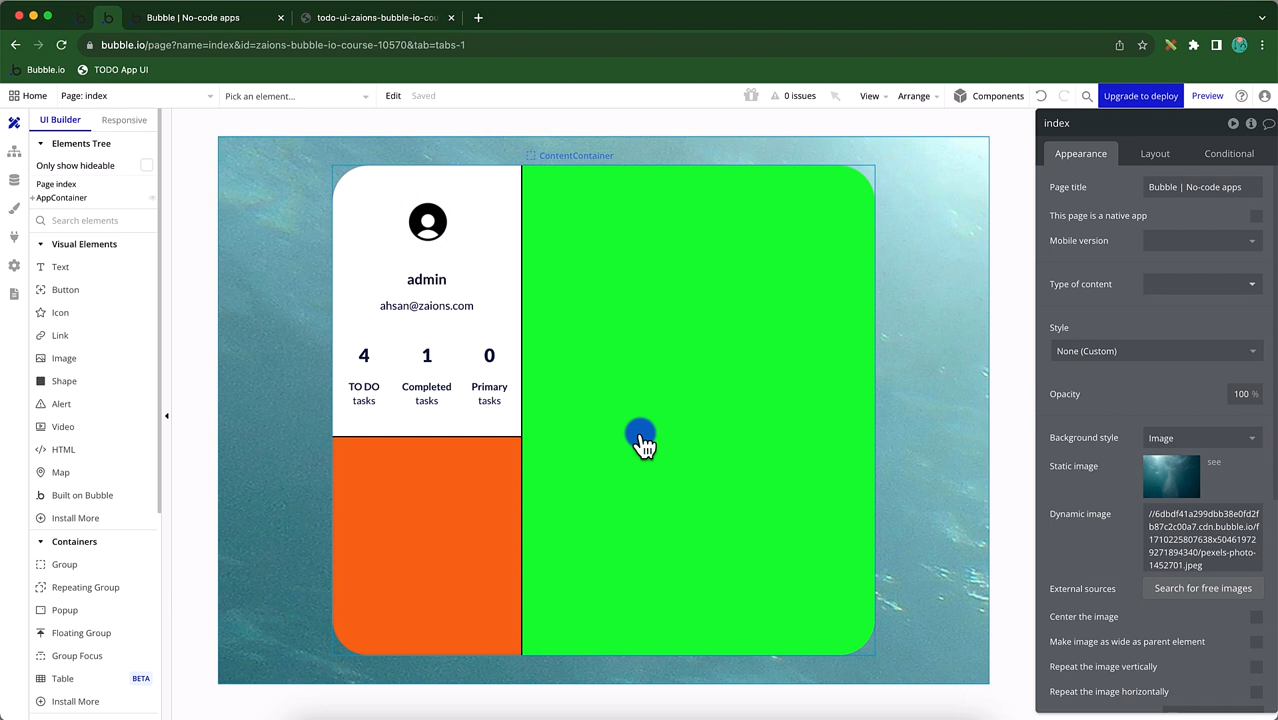 Bubble | No-code apps
todo-ui-zaions-bubble-io-cou
bubble.io/page?name=index&id=zaions-bubble-io-course-10570&tab=tabs-1
Bubble.io
TODO App UI
Home
Page: index
Pick an element...
Edit
Saved
0 issues
View
Arrange
Components
Upgrade to deploy
Preview
UI Builder
Responsive
Elements Tree
Only show hideable
Page index
AppContainer
Search elements
Visual Elements
Text
Button
Icon
Link
Image
Shape
Alert
Video
HTML
Map
Built on Bubble
Install More
Containers
Group
Repeating Group
Popup
Floating Group
Group Focus
Table
BETA
Install More
ContentContainer
admin
ahsan@zaions.com
4 1 0
TO DO Completed Primary
tasks tasks tasks
index
Appearance
Layout
Conditional
Page title
Bubble | No-code apps
This page is a native app
Mobile version
Type of content
Style
None (Custom)
Opacity
100 %
Background style
Image
Static image
see
Dynamic image
//6dbdf41a299dbb38e0fd2f
b87c2c00a7.cdn.bubble.io/f
1710225807638x50461972
9271894340/pexels-photo-
1452701.jpeg
External sources
Search for free images
Center the image
Make image as wide as parent element
Repeat the image vertically
Repeat the image horizontally